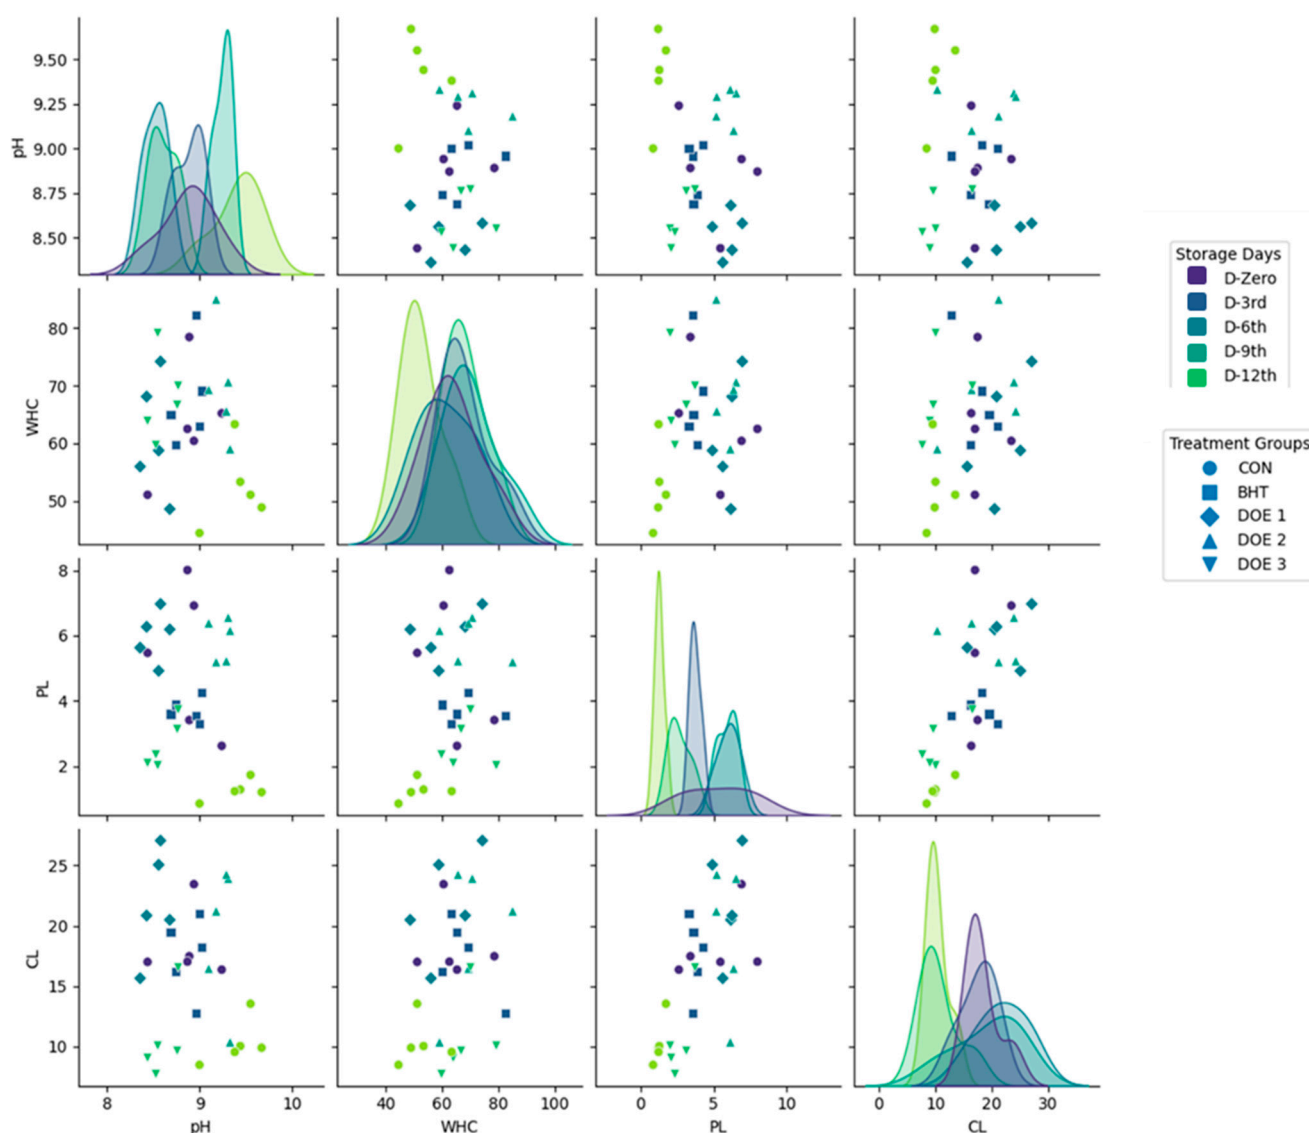 pH
9.50
9.25
9.00
8.75
8.50
WHC
80
70
60
50
PL
8
6
4
2
CL
25
20
15
10
8 9 10
40 60 80 100
0 5 10
0 10 20 30
pH WHC PL CL
Storage Days
D-Zero
D-3rd
D-6th
D-9th
D-12th
Treatment Groups
CON
BHT
DOE 1
DOE 2
DOE 3